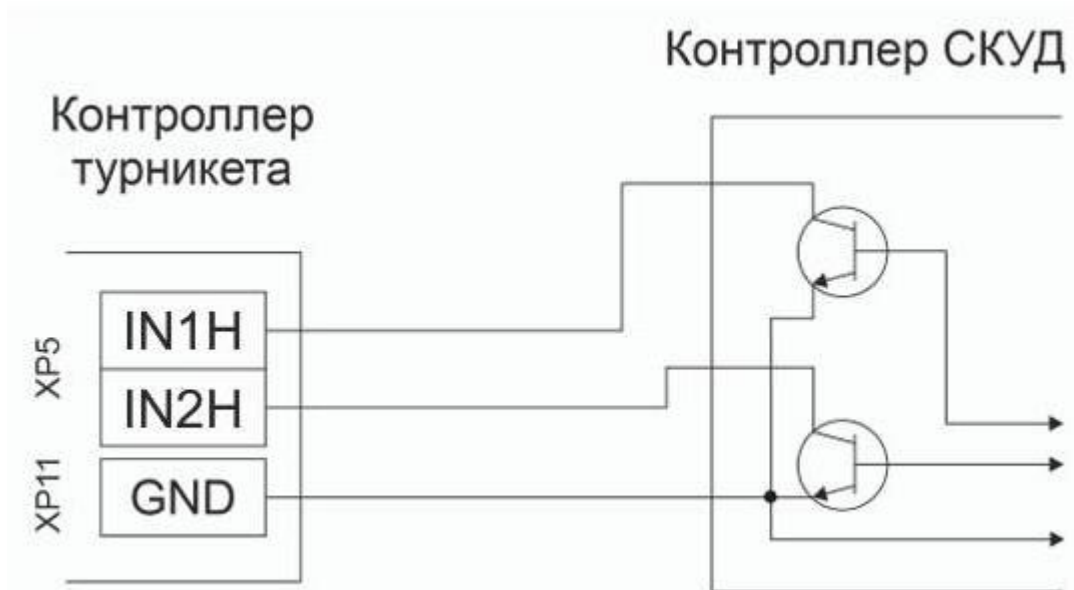 Контроллер СКУД
Контроллер
турникета
XP5
IN1H
IN2H
XP11
GND